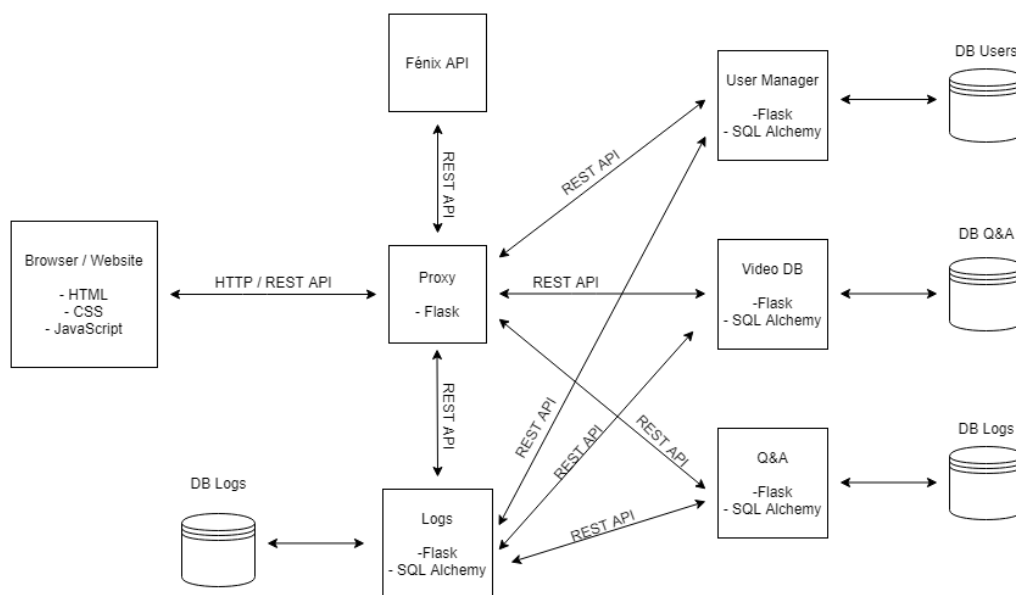 Fénix API
User Manager
-Flask
- SQL Alchemy
DB Users
REST API
REST API
Browser / Website
- HTML
- CSS
- JavaScript
HTTP / REST API
Proxy
- Flask
REST API
Video DB
-Flask
- SQL Alchemy
DB Q&A
REST API
REST API
REST API
REST API
DB Logs
Logs
-Flask
- SQL Alchemy
REST API
Q&A
-Flask
- SQL Alchemy
DB Logs